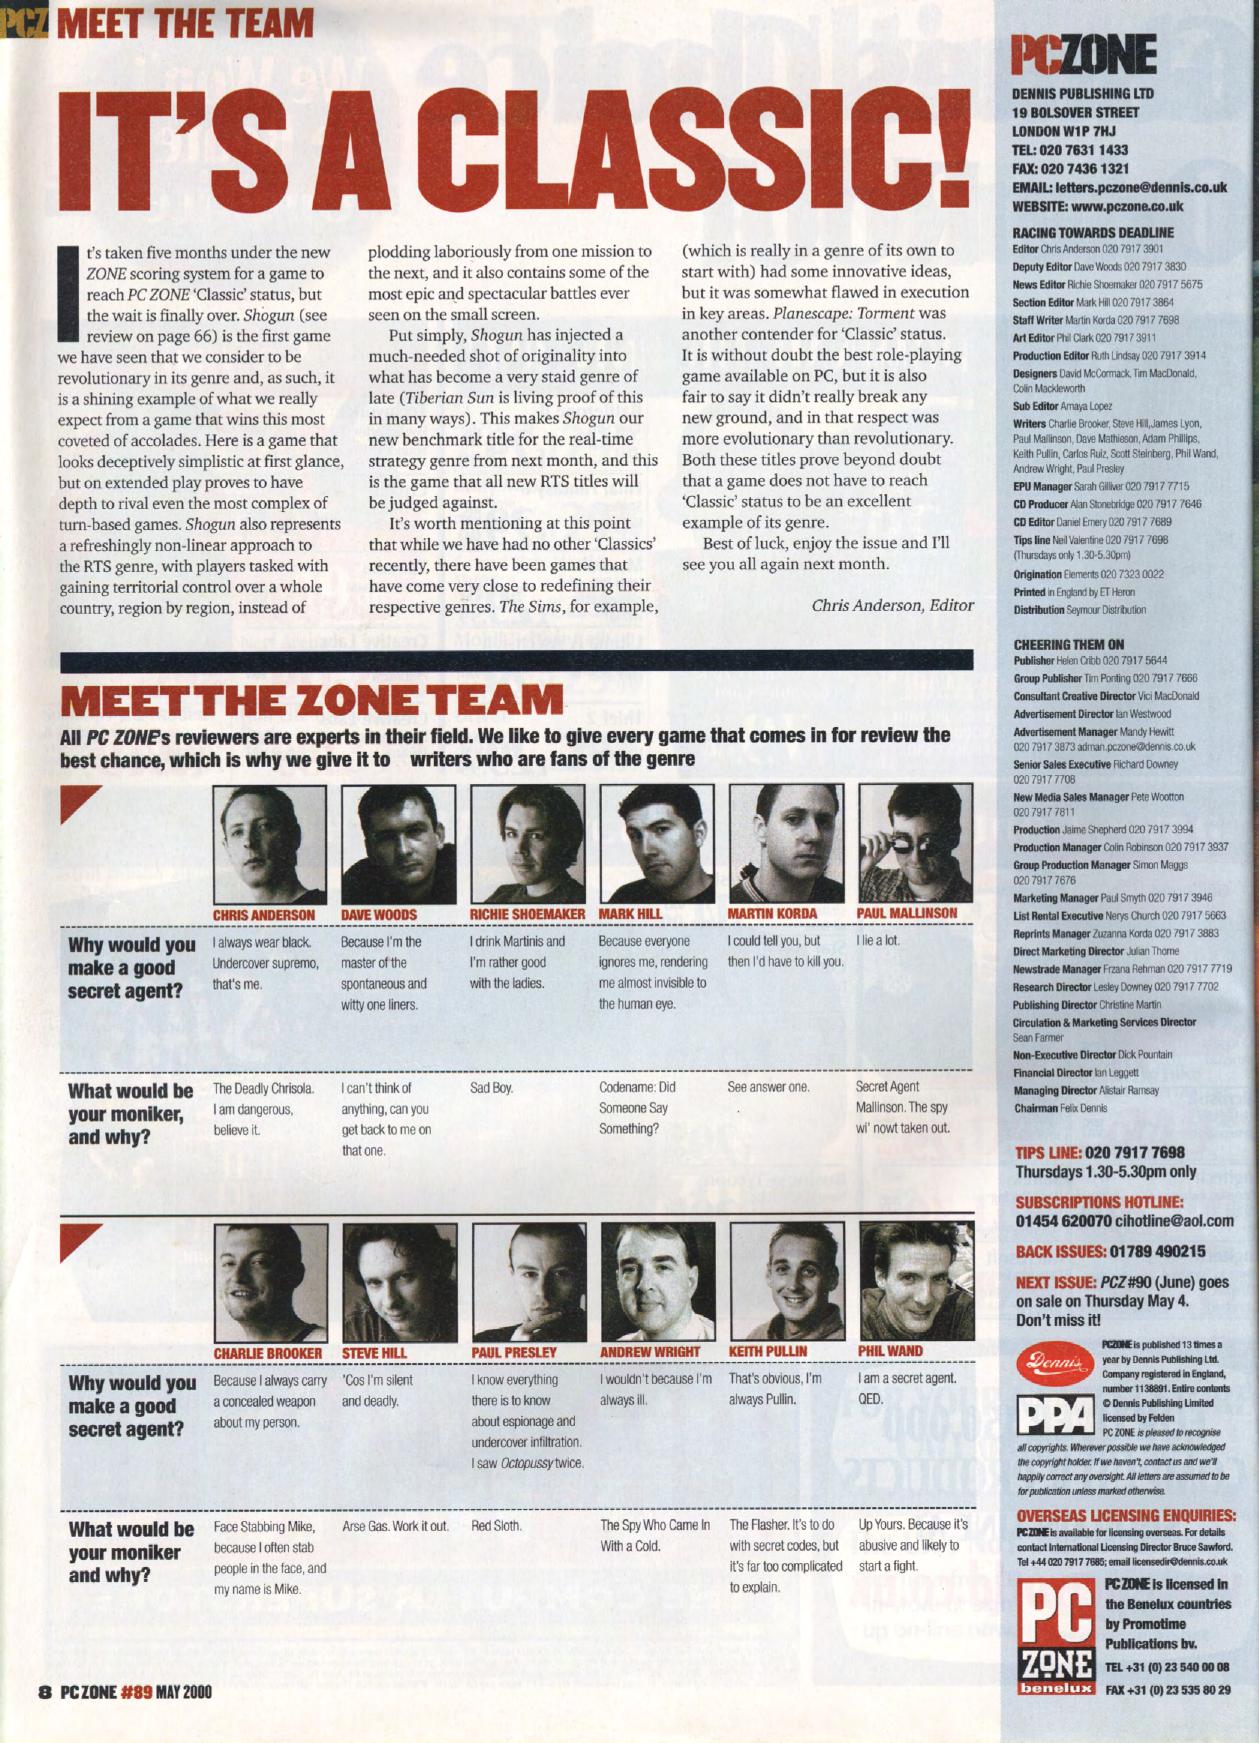 PCZ MEET THE TEAM
IT'S A CLASSIC!
It's taken five months under the new
ZONE scoring system for a game to
reach PC ZONE 'Classic' status, but
the wait is finally over. Shogun (see
review on page 66) is the first game
we have seen that we consider to be
revolutionary in its genre and, as such, it
is a shining example of what we really
expect from a game that wins this most
coveted of accolades. Here is a game that
looks deceptively simplistic at first glance,
but on extended play proves to have
depth to rival even the most complex of
turn-based games. Shogun also represents
a refreshingly non-linear approach to
the RTS genre, with players tasked with
gaining territorial control over a whole
country, region by region, instead of
plodding laboriously from one mission to
the next, and it also contains some of the
most epic and spectacular battles ever
seen on the small screen.
Put simply, Shogun has injected a
much-needed shot of originality into
what has become a very staid genre of
late (Tiberian Sun is living proof of this
in many ways). This makes Shogun our
new benchmark title for the real-time
strategy genre from next month, and this
is the game that all new RTS titles will
be judged against.
It's worth mentioning at this point
that while we have had no other 'Classics'
recently, there have been games that
have come very close to redefining their
respective genres. The Sims, for example,
(which is really in a genre of its own to
start with) had some innovative ideas,
but it was somewhat flawed in execution
in key areas. Planescape: Torment was
another contender for 'Classic' status.
It is without doubt the best role-playing
game available on PC, but it is also
fair to say it didn't really break any
new ground, and in that respect was
more evolutionary than revolutionary.
Both these titles prove beyond doubt
that a game does not have to reach
'Classic' status to be an excellent
example of its genre.
Best of luck, enjoy the issue and I'll
see you all again next month.
Chris Anderson, Editor
MEET THE ZONE TEAM
All PC ZONE's reviewers are experts in their field. We like to give every game that comes in for review the
best chance, which is why we give it to writers who are fans of the genre
CHRIS ANDERSON
DAVE WOODS
RICHIE SHOEMAKER
MARK HILL
MARTIN KORDA
PAUL MALLINSON
Why would you
make a good
secret agent?
I always wear black.
Undercover supremo,
that's me.
Because I'm the
master of the
spontaneous and
witty one liners.
I drink Martinis and
I'm rather good
with the ladies.
Because everyone
ignores me, rendering
me almost invisible to
the human eye.
I could tell you, but
then I'd have to kill you.
I lie a lot.
What would be
your moniker,
and why?
The Deadly Chrisola.
I am dangerous,
believe it.
I can't think of
anything, can you
get back to me on
that one.
Sad Boy.
Codename: Did
Someone Say
Something?
See answer one.
Secret Agent
Mallinson. The spy
wi' nowt taken out.
CHARLIE BROOKER
STEVE HILL
PAUL PRESLEY
ANDREW WRIGHT
KEITH PULLIN
PHIL WAND
Why would you
make a good
secret agent?
Because I always carry
a concealed weapon
about my person.
'Cos I'm silent
and deadly.
I know everything
there is to know
about espionage and
undercover infiltration.
I saw Octopussy twice.
I wouldn't because I'm
always ill.
That's obvious, I'm
always Pullin.
I am a secret agent.
QED.
What would be
your moniker
and why?
Face Stabbing Mike,
because I often stab
people in the face, and
my name is Mike.
Arse Gas. Work it out.
Red Sloth.
The Spy Who Came In
With a Cold.
The Flasher. It's to do
with secret codes, but
it's far too complicated
to explain.
Up Yours. Because it's
abusive and likely to
start a fight.
8 PC ZONE #89 MAY 2000
PCZONE
DENNIS PUBLISHING LTD
19 BOLSOVER STREET
LONDON W1P 7HJ
TEL: 020 7631 1433
FAX: 020 7436 1321
EMAIL: letters.pczone@dennis.co.uk
WEBSITE: www.pczone.co.uk
RACING TOWARDS DEADLINE
Editor Chris Anderson 020 7917 3901
Deputy Editor Dave Woods 020 7917 3830
News Editor Richie Shoemaker 020 7917 5675
Section Editor Mark Hill 020 7917 3864
Staff Writer Martin Korda 020 7917 7698
Art Editor Phil Clark 020 7917 3911
Production Editor Ruth Lindsay 020 7917 3914
Designers David McCormack, Tim MacDonald,
Colin Mackleworth
Sub Editor Amaya Lopez
Writers Charlie Brooker, Steve Hill,James Lyon,
Paul Mallinson, Dave Mathieson, Adam Phillips,
Keith Pullin, Carlos Ruiz, Scott Steinberg, Phil Wand,
Andrew Wright, Paul Presley
EPU Manager Sarah Gilliver 020 7917 7715
CD Producer Alan Stonebridge 020 7917 7646
CD Editor Daniel Emery 020 7917 7689
Tips line Neil Valentine 020 7917 7698
(Thursdays only 1.30-5.30pm)
Origination Elements 020 7323 0022
Printed in England by ET Heron
Distribution Seymour Distribution
CHEERING THEM ON
Publisher Helen Cribb 020 7917 5644
Group Publisher Tim Ponting 020 7917 7666
Consultant Creative Director Vici MacDonald
Advertisement Director Ian Westwood
Advertisement Manager Mandy Hewitt
020 7917 3873 adman.pczone@dennis.co.uk
Senior Sales Executive Richard Downey
020 7917 7708
New Media Sales Manager Pete Wootton
020 7917 7811
Production Jaime Shepherd 020 7917 3994
Production Manager Colin Robinson 020 7917 3937
Group Production Manager Simon Maggs
020 7917 7676
Marketing Manager Paul Smyth 020 7917 3946
List Rental Executive Nerys Church 020 7917 5663
Reprints Manager Zuzanna Korda 020 7917 3883
Direct Marketing Director Julian Thorne
Newstrade Manager Frzana Rehman 020 7917 7719
Research Director Lesley Downey 020 7917 7702
Publishing Director Christine Martin
Circulation & Marketing Services Director
Sean Farmer
Non-Executive Director Dick Pountain
Financial Director Ian Leggett
Managing Director Alistair Ramsay
Chairman Felix Dennis
TIPS LINE: 020 7917 7698
Thursdays 1.30-5.30pm only
SUBSCRIPTIONS HOTLINE:
01454 620070 cihotline@aol.com
BACK ISSUES: 01789 490215
NEXT ISSUE: PCZ #90 (June) goes
on sale on Thursday May 4.
Don't miss it!
Dennis
PPA
PCZONE is published 13 times a
year by Dennis Publishing Ltd.
Company registered in England,
number 1138891. Entire contents
© Dennis Publishing Limited
licensed by Felden
PC ZONE is pleased to recognise
all copyrights. Wherever possible we have acknowledged
the copyright holder. If we haven't, contact us and we'll
happily correct any oversight. All letters are assumed to be
for publication unless marked otherwise.
OVERSEAS LICENSING ENQUIRIES:
PCZONE is available for licensing overseas. For details
contact International Licensing Director Bruce Sawford.
Tel +44 020 7917 7685; email licensedir@dennis.co.uk
PC
ZONE
benelux
PC ZONE is licensed in
the Benelux countries
by Promotime
Publications bv.
TEL +31 (0) 23 540 00 08
FAX +31 (0) 23 535 80 29